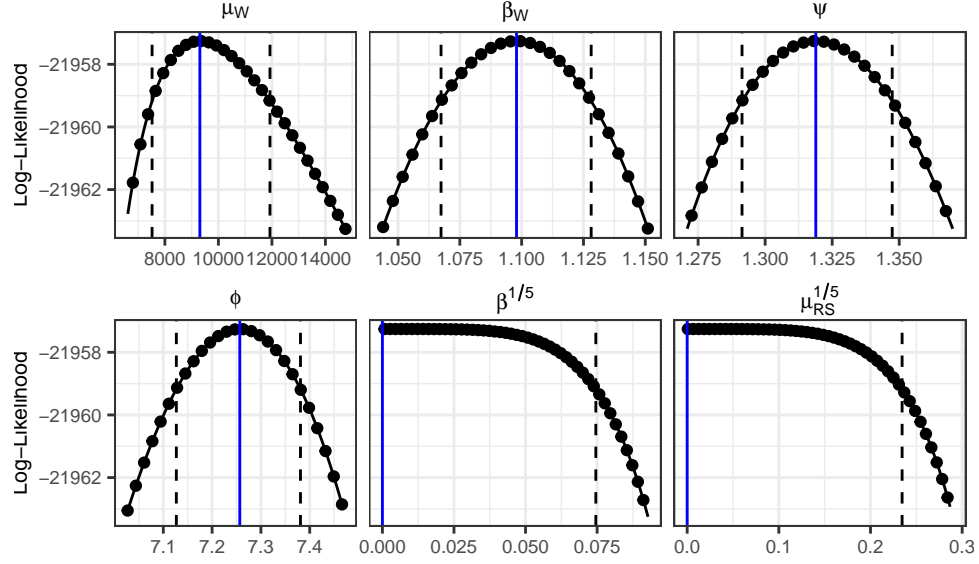 μW βW ψ
Log−Likelihood
−21958
−21960
−21962
8000 10000 12000 14000
1.050 1.075 1.100 1.125 1.150
1.275 1.300 1.325 1.350
ϕ β1/5 μRS1/5
Log−Likelihood
−21958
−21960
−21962
7.1 7.2 7.3 7.4
0.000 0.025 0.050 0.075
0.0 0.1 0.2 0.3